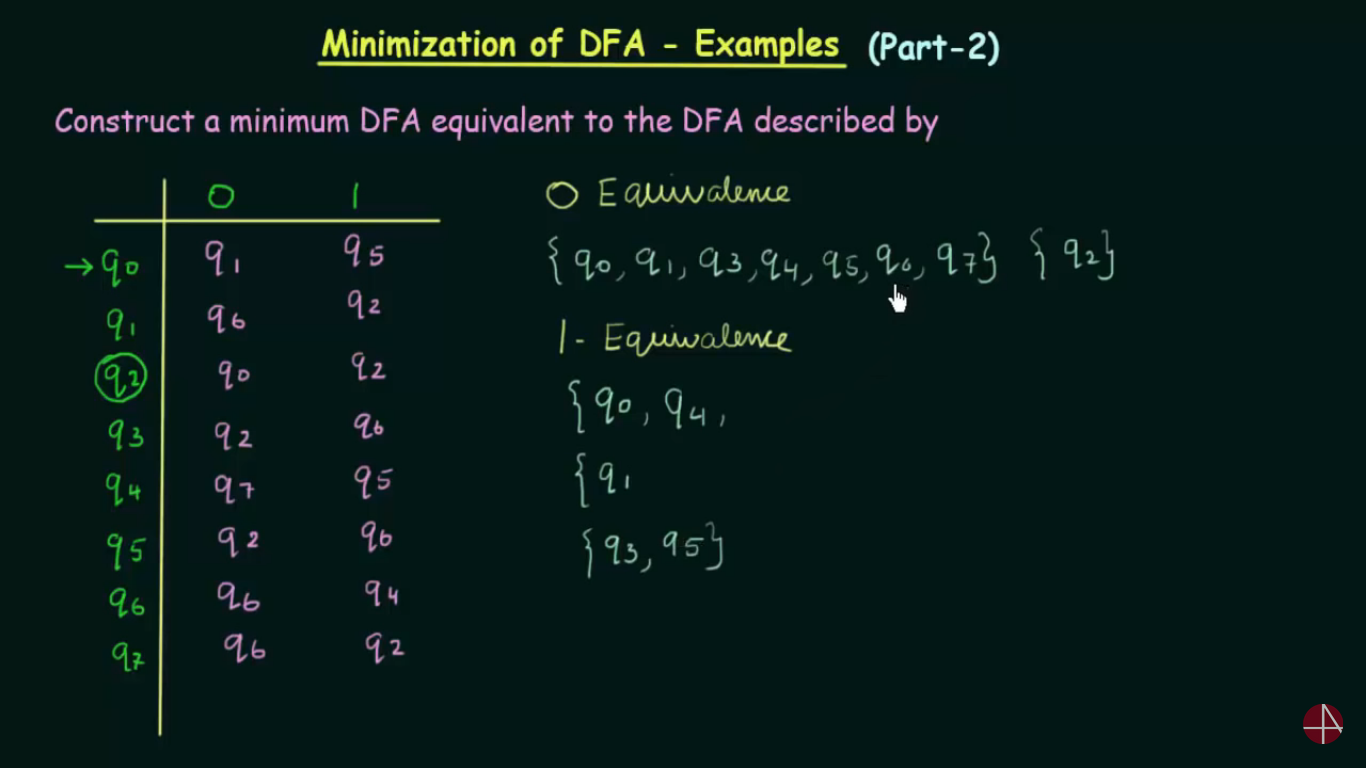 Minimization of DFA - Examples (Part-2)
Construct a minimum DFA equivalent to the DFA described by
0 1
→ q0 q1 q5
q1 q6 q2
q2 q0 q2
q3 q2 q6
q4 q7 q5
q5 q2 q6
q6 q6 q4
q7 q6 q2
0 Equivalence
{ q0, q1, q3, q4, q5, q6, q7} { q2}
1 - Equivalence
{ q0, q4,
{ q1
{ q3, q5}